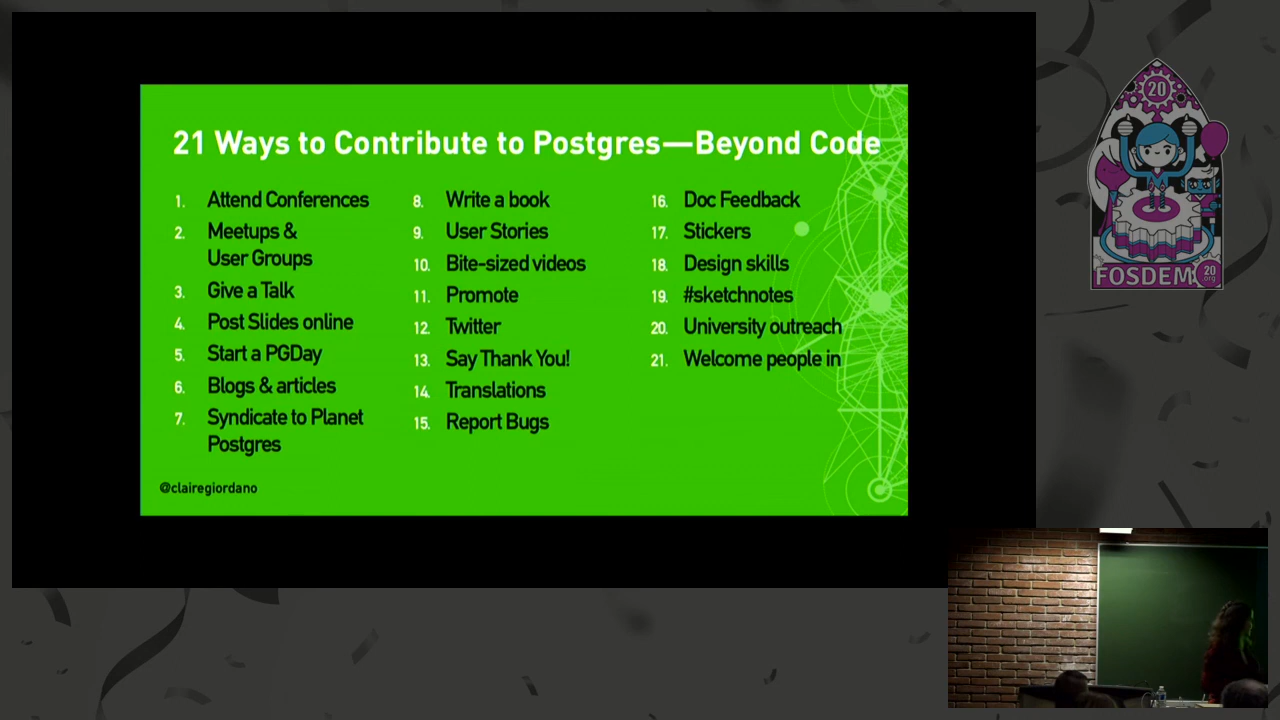 21 Ways to Contribute to Postgres—Beyond Code
1. Attend Conferences
2. Meetups &
User Groups
3. Give a Talk
4. Post Slides online
5. Start a PGDay
6. Blogs & articles
7. Syndicate to Planet
Postgres
8. Write a book
9. User Stories
10. Bite-sized videos
11. Promote
12. Twitter
13. Say Thank You!
14. Translations
15. Report Bugs
16. Doc Feedback
17. Stickers
18. Design skills
19. #sketchnotes
20. University outreach
21. Welcome people in
@clairegiordano
20
FOSDEM
20
.org